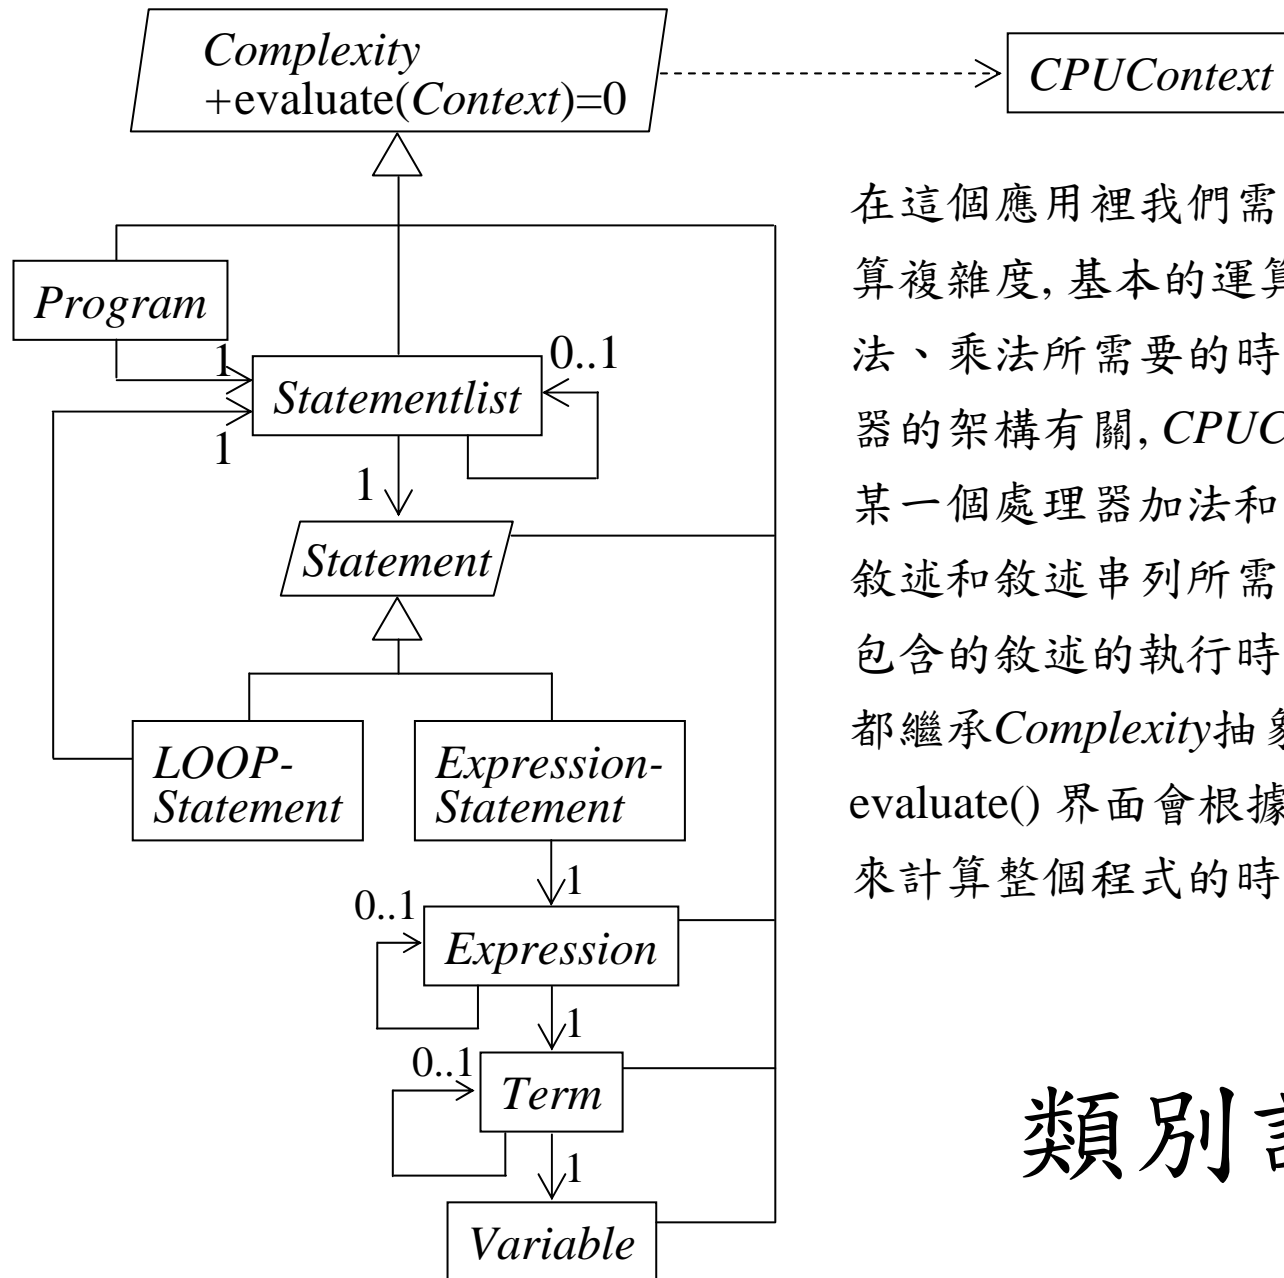 Complexity
+evaluate(Context)=0
CPUContext
Program
1
0..1
Statementlist
1
1
Statement
LOOP-
Statement
Expression-
Statement
1
0..1
Expression
1
0..1
Term
1
Variable
在這個應用裡我們需
算複雜度, 基本的運算
法、乘法所需要的時
器的架構有關, CPUC
某一個處理器加法和
敘述和敘述串列所需
包含的敘述的執行時
都繼承Complexity抽象
evaluate() 界面會根據
來計算整個程式的時
類別